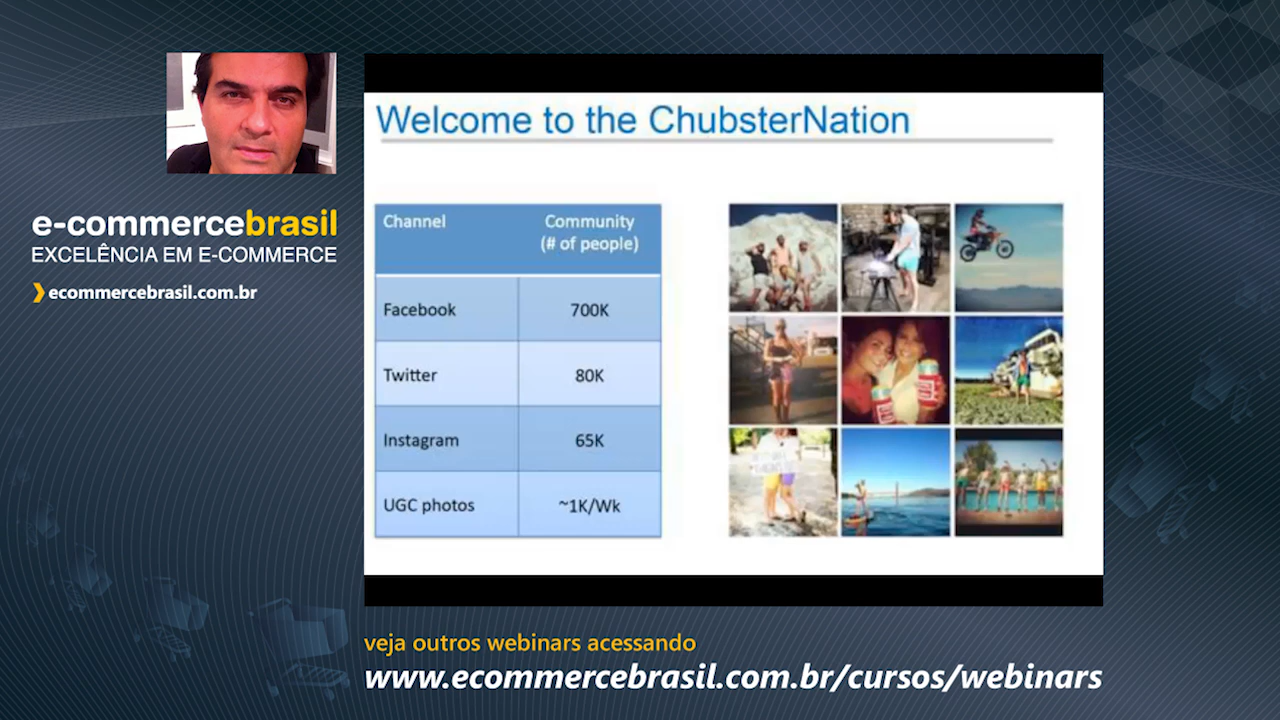 e-commercebrasil
EXCELÊNCIA EM E-COMMERCE
ecommercebrasil.com.br
Welcome to the ChubsterNation
Channel
Community
(# of people)
Facebook
700K
Twitter
80K
Instagram
65K
UGC photos
~1K/Wk
veja outros webinars acessando
www.ecommercebrasil.com.br/cursos/webinars